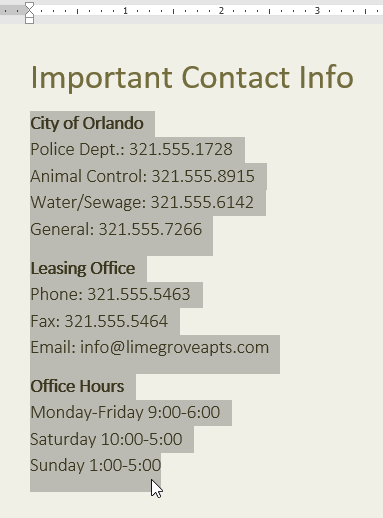 1 2 3
Important Contact Info
City of Orlando
Police Dept.: 321.555.1728
Animal Control: 321.555.8915
Water/Sewage: 321.555.6142
General: 321.555.7266
Leasing Office
Phone: 321.555.5463
Fax: 321.555.5464
Email: info@limegroveapts.com
Office Hours
Monday-Friday 9:00-6:00
Saturday 10:00-5:00
Sunday 1:00-5:00